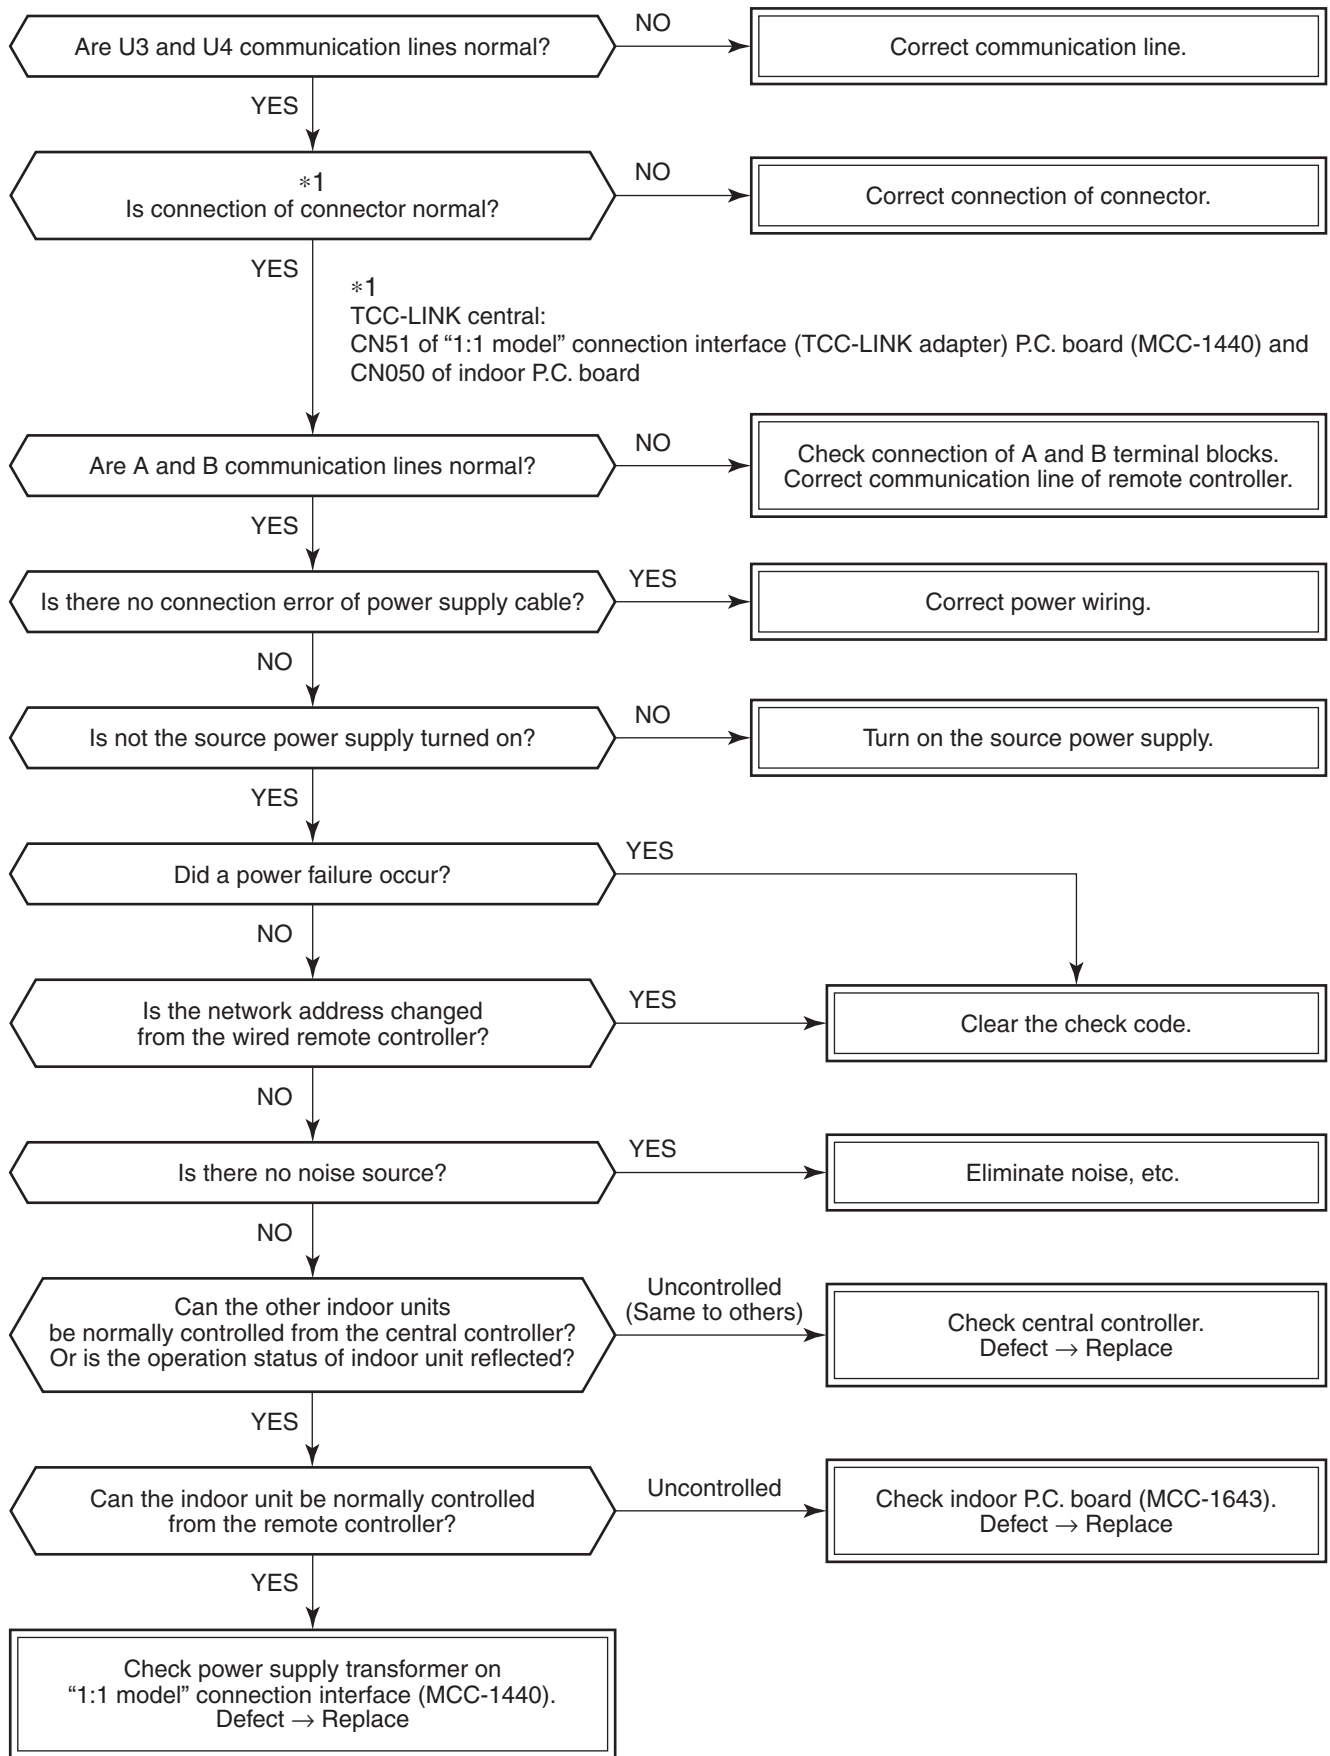 Are U3 and U4 communication lines normal?
NO
Correct communication line.
YES
*1
Is connection of connector normal?
NO
Correct connection of connector.
YES
*1
TCC-LINK central:
CN51 of “1:1 model” connection interface (TCC-LINK adapter) P.C. board (MCC-1440) and
CN050 of indoor P.C. board
Are A and B communication lines normal?
NO
Check connection of A and B terminal blocks.
Correct communication line of remote controller.
YES
Is there no connection error of power supply cable?
YES
Correct power wiring.
NO
Is not the source power supply turned on?
NO
Turn on the source power supply.
YES
Did a power failure occur?
YES
NO
Is the network address changed
from the wired remote controller?
YES
Clear the check code.
NO
Is there no noise source?
YES
Eliminate noise, etc.
NO
Can the other indoor units
be normally controlled from the central controller?
Or is the operation status of indoor unit reflected?
Uncontrolled
(Same to others)
Check central controller.
Defect → Replace
YES
Can the indoor unit be normally controlled
from the remote controller?
Uncontrolled
Check indoor P.C. board (MCC-1643).
Defect → Replace
YES
Check power supply transformer on
“1:1 model” connection interface (MCC-1440).
Defect → Replace